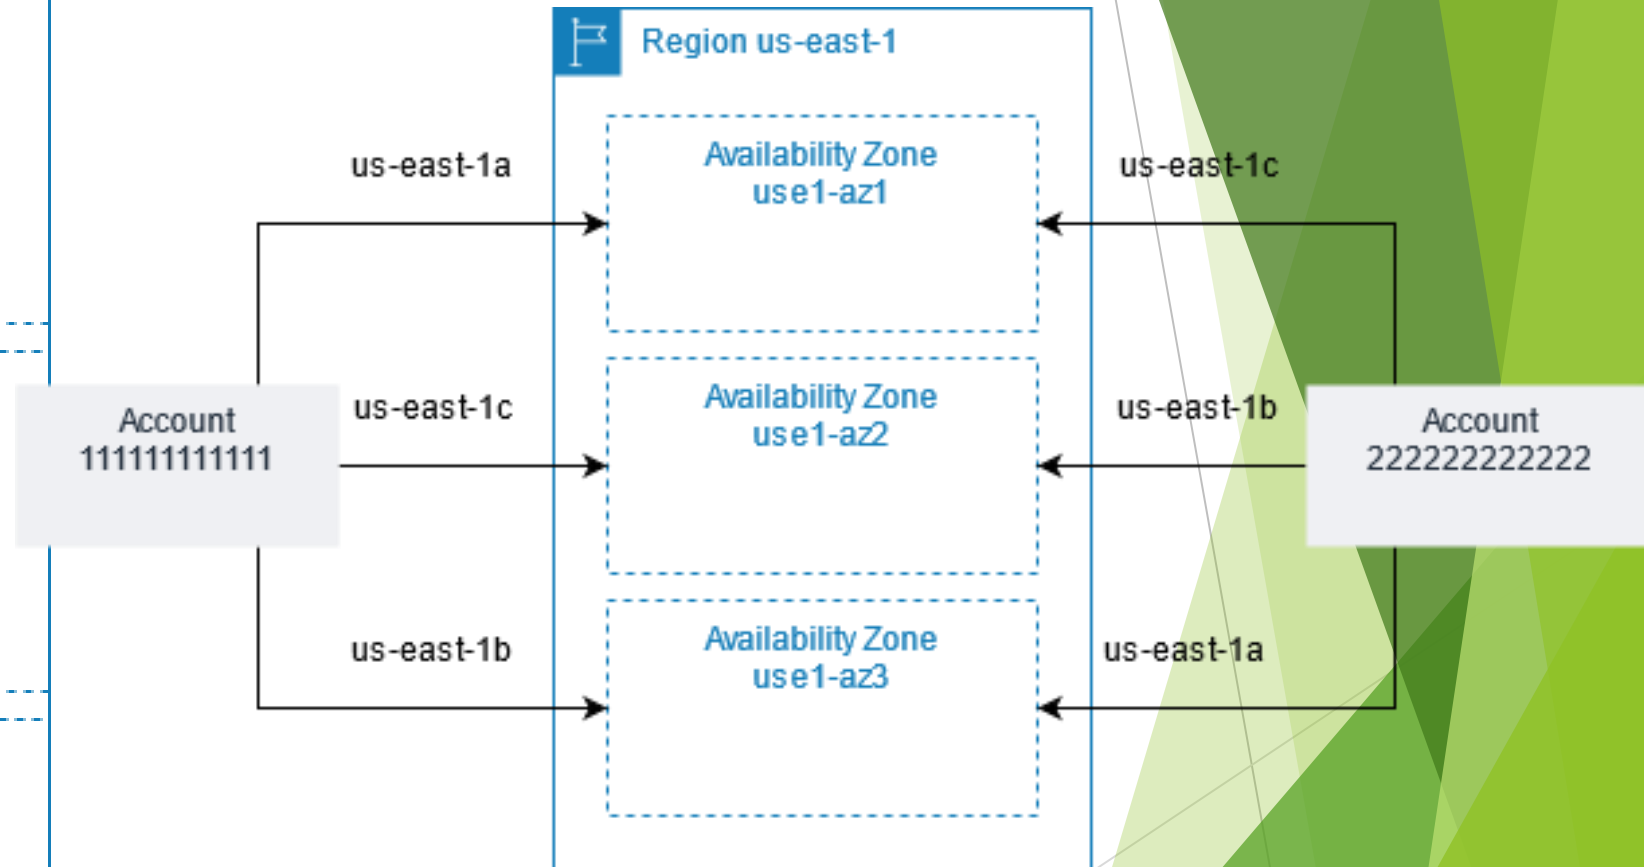 Region us-east-1
us-east-1a
Availability Zone
use1-az1
us-east-1c
Account
111111111111
us-east-1c
Availability Zone
use1-az2
us-east-1b
Account
222222222222
us-east-1b
Availability Zone
use1-az3
us-east-1a